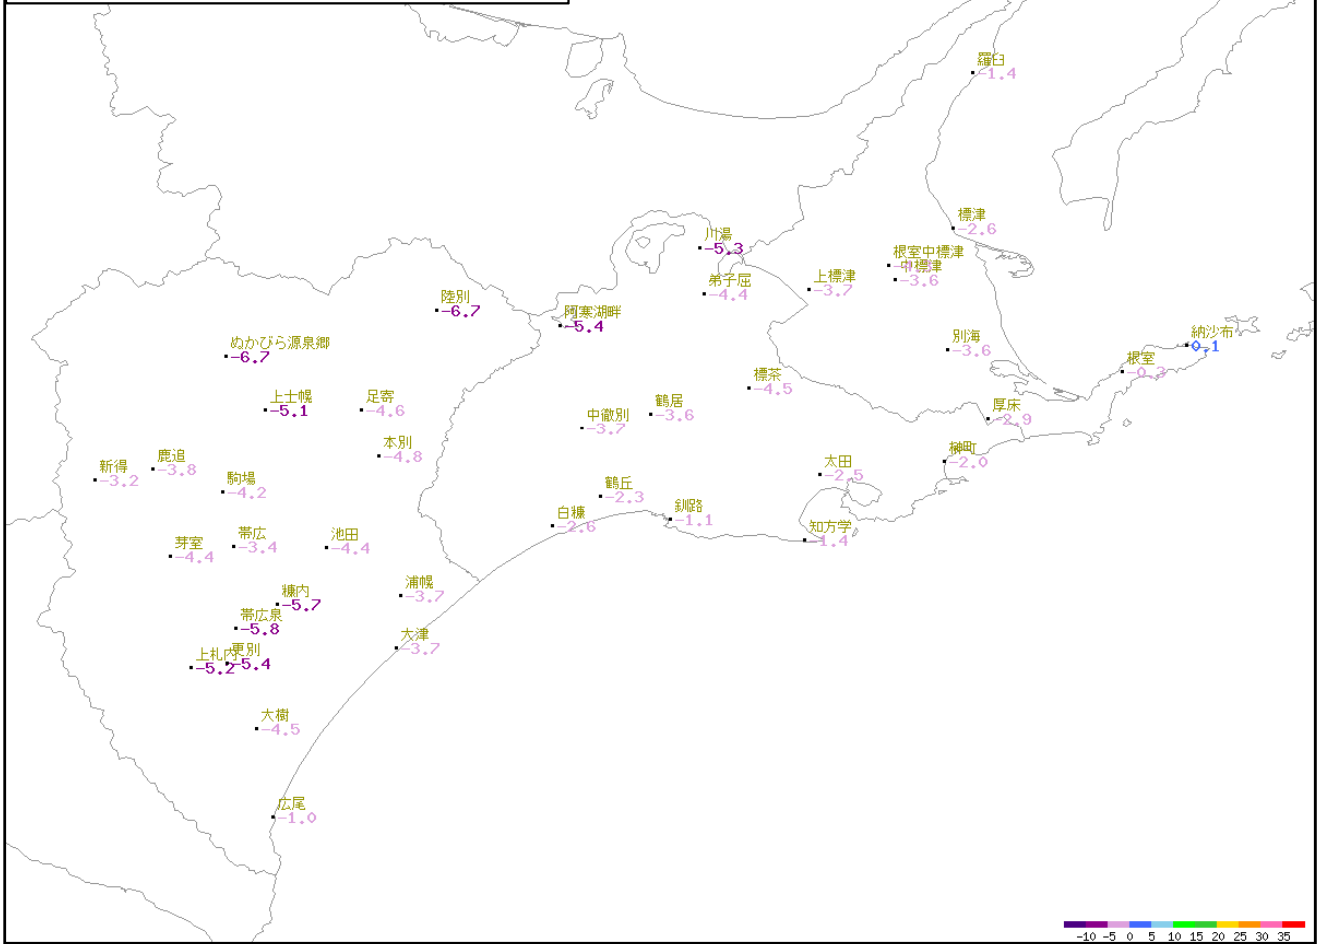 羅臼
-1.4
標津
-2.6
川湯
-5.3
根室中標津
中標津
-3.6
上標津
-3.7
弟子屈
-4.4
陸別
-6.7
阿寒湖畔
-5.4
ぬかびら源泉郷
-6.7
納沙布
0.1
別海
-3.6
根室
-0.3
標茶
-4.5
上士幌
-5.1
足寄
-4.6
鶴居
-3.6
中徹別
-3.7
厚床
-2.9
本別
-4.8
榊町
-2.0
新得
-3.2
鹿追
-3.8
太田
-2.5
駒場
-4.2
鶴丘
-2.3
白糠
-2.6
釧路
-1.1
知方学
-1.4
芽室
-4.4
帯広
-3.4
池田
-4.4
浦幌
-3.7
糠内
-5.7
帯広泉
-5.8
大津
-3.7
上札内
-5.2
更別
-5.4
大樹
-4.5
広尾
-1.0
-10 -5 0 5 10 15 20 25 30 35